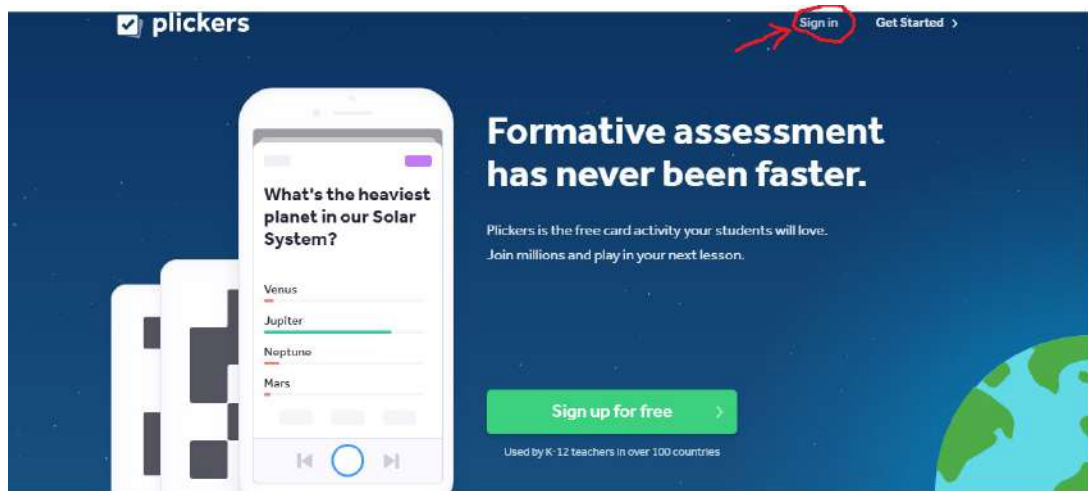 plickers
Sign in
Get Started >
Formative assessment
has never been faster.
Plickers is the free card activity your students will love.
Join millions and play in your next lesson.
What's the heaviest
planet in our Solar
System?
Venus
Jupiter
Neptune
Mars
Sign up for free >
Used by K-12 teachers in over 100 countries